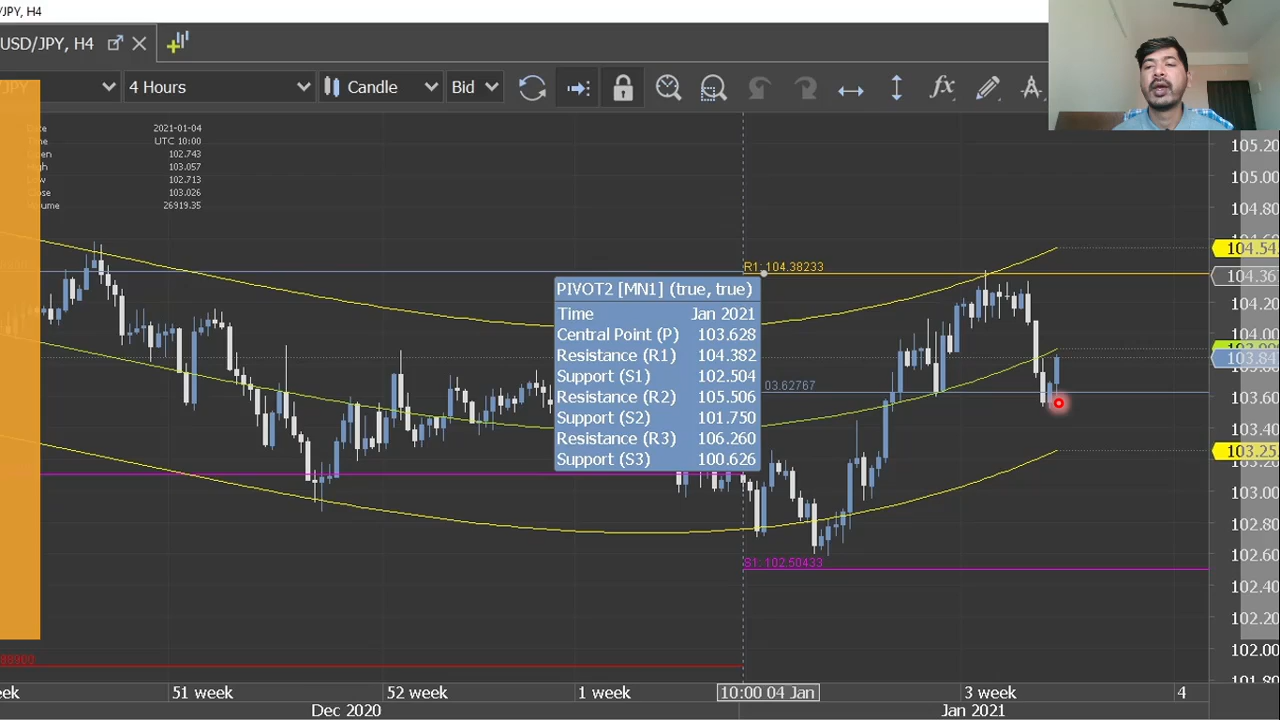 /JPY, H4
USD/JPY, H4
4 Hours
Candle
Bid
fx
2021-01-04
UTC 10:00
102.743
103.057
102.713
103.026
26919.35
105.20
105.00
104.80
104.54
104.36
104.20
104.00
103.84
103.60
103.40
103.25
103.00
102.80
102.60
102.40
102.20
102.00
R1: 104.38233
PIVOT2 [MN1] (true, true)
Time Jan 2021
Central Point (P) 103.628
Resistance (R1) 104.382
Support (S1) 102.504
Resistance (R2) 105.506
Support (S2) 101.750
Resistance (R3) 106.260
Support (S3) 100.626
03.62767
S1: 102.50433
51 week
52 week
1 week
10:00 04 Jan
3 week
4
Dec 2020
Jan 2021